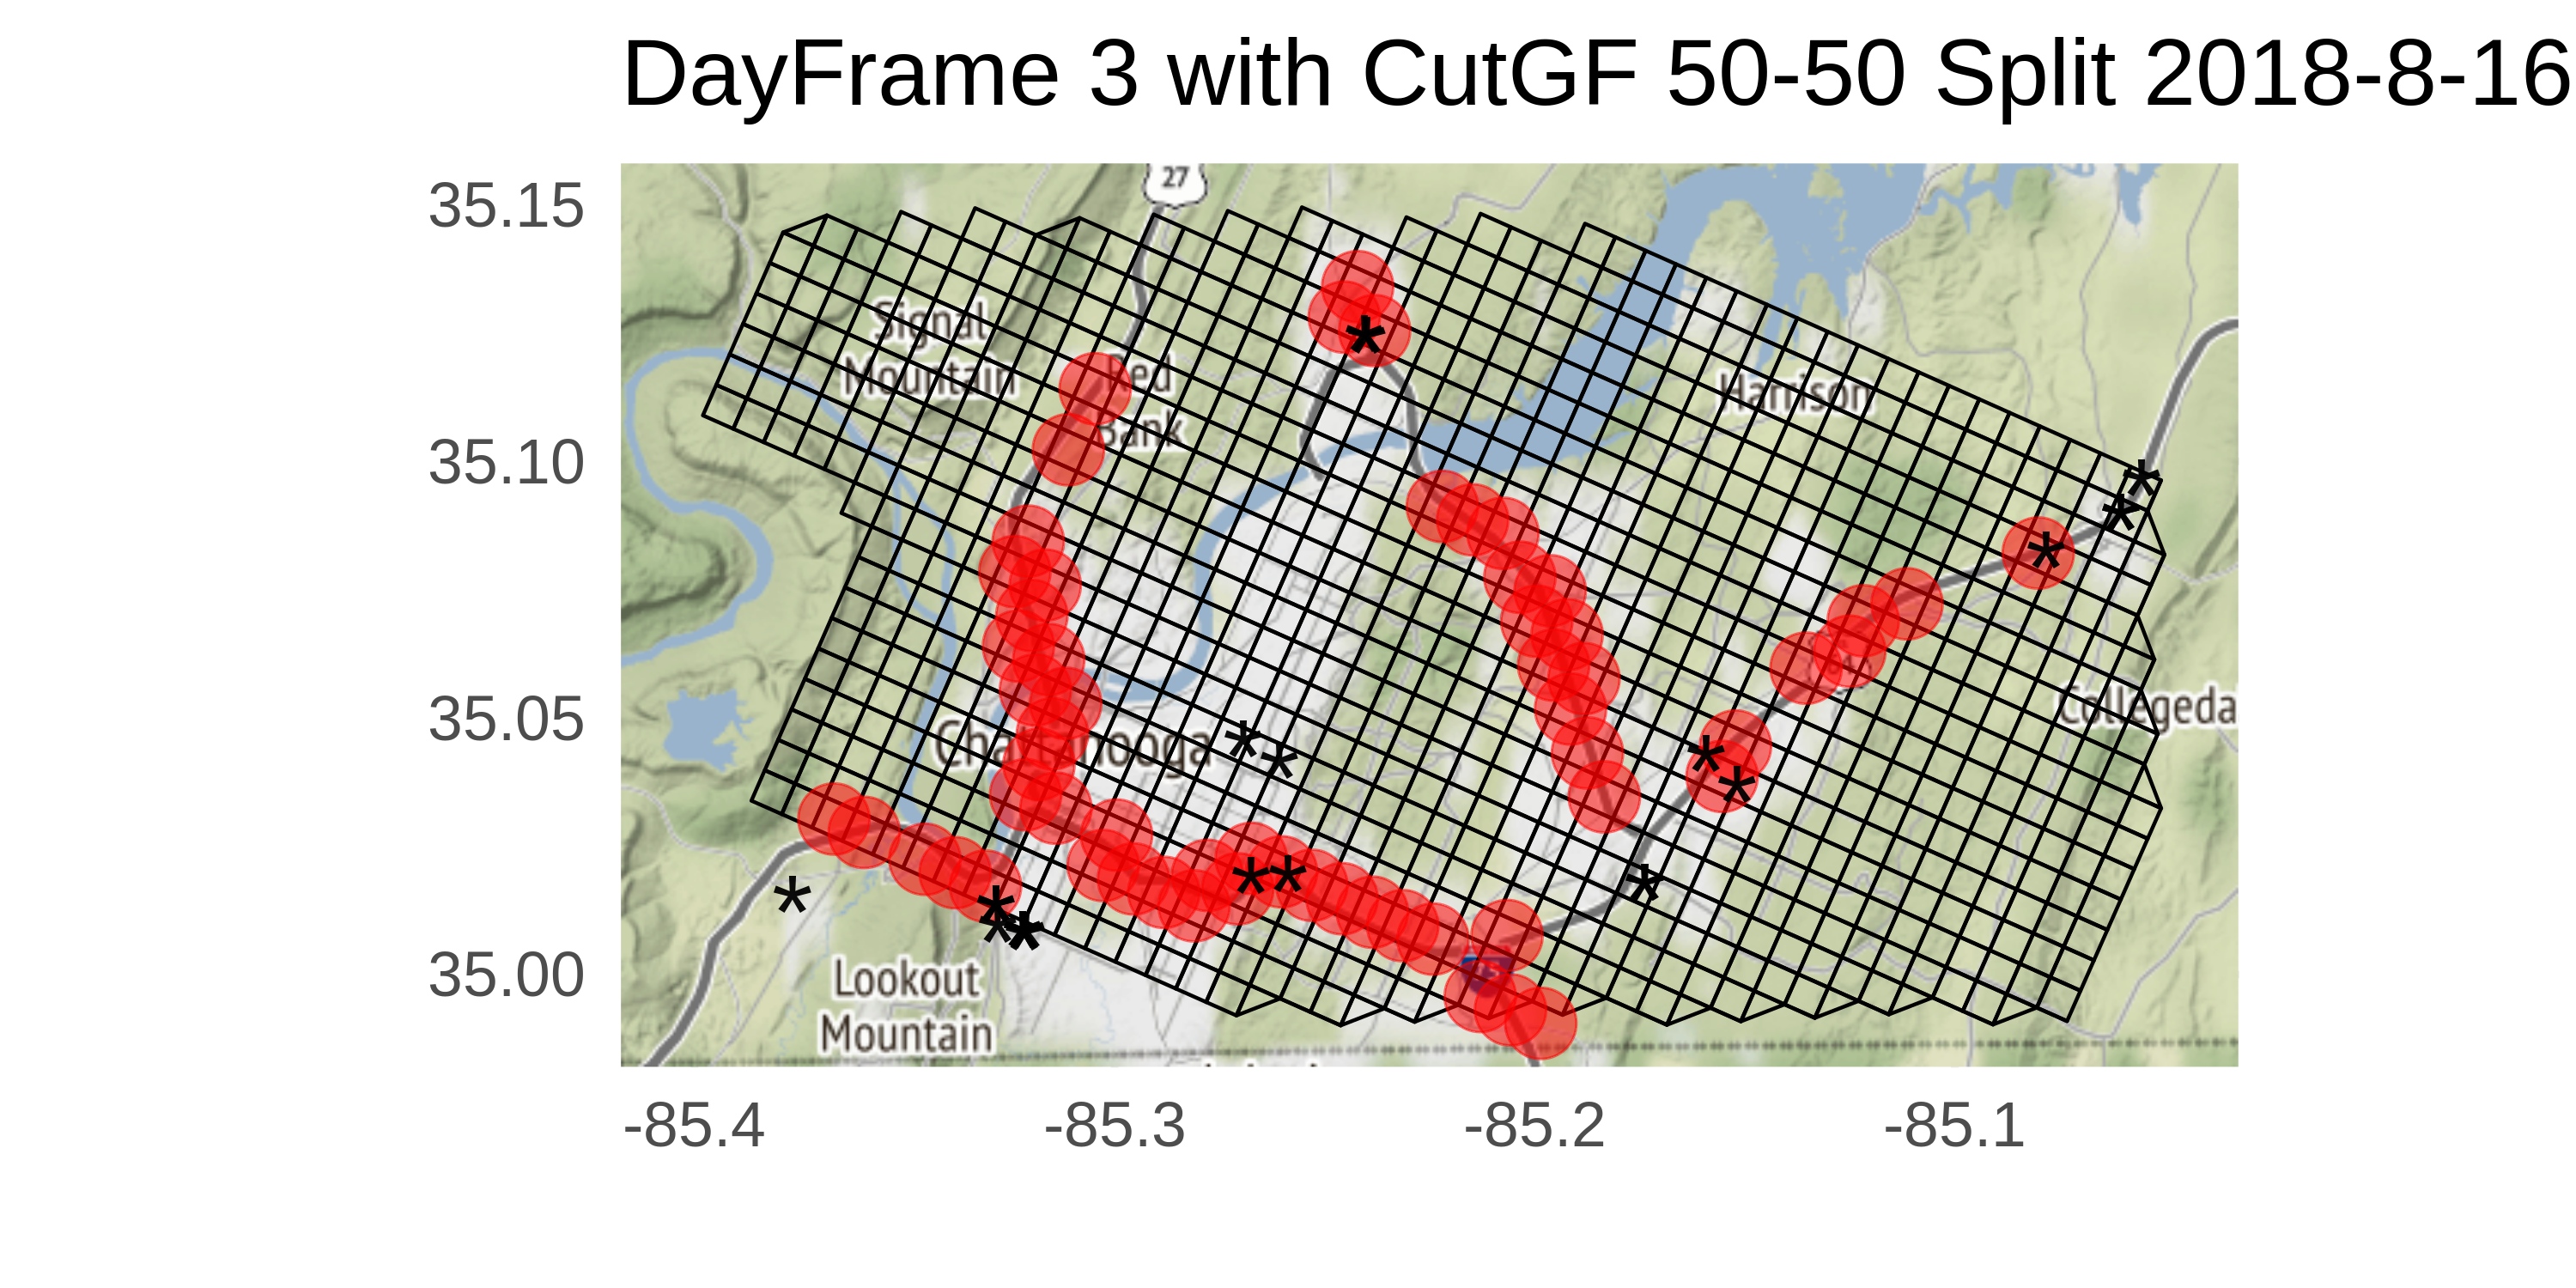 DayFrame 3 with CutGF 50-50 Split 2018-8-16
27
35.15
Signal
Mountain
Red
Bank
Harrison
35.10
35.05
Collegeda
Chattanooga
35.00
Lookout
Mountain
-85.4
-85.3
-85.2
-85.1